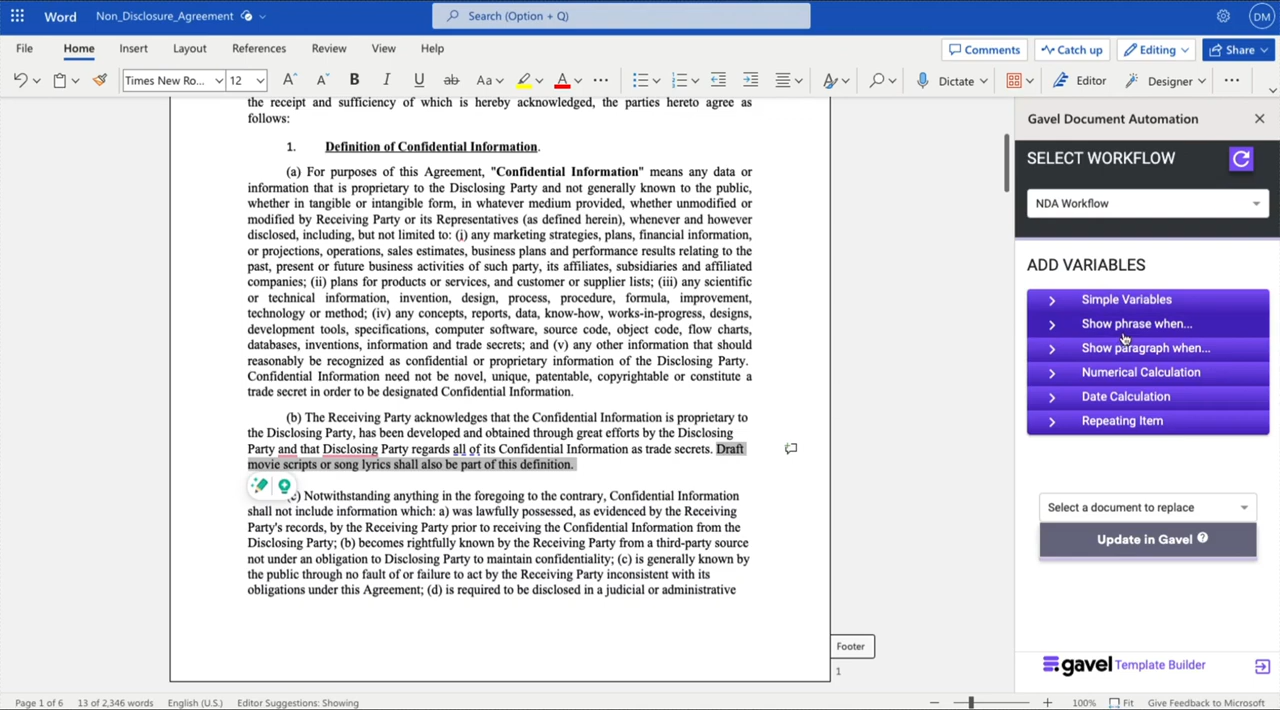 Word Non_Disclosure_Agreement
Search (Option + Q)
DM
File Home Insert Layout References Review View Help
Comments Catch up Editing Share
Times New Ro... 12 A A B I U ab Aa A ... Dictate Editor Designer ...
the receipt and sufficiency of which is hereby acknowledged, the parties hereto agree as
follows:
1. Definition of Confidential Information.
(a) For purposes of this Agreement, "Confidential Information" means any data or
information that is proprietary to the Disclosing Party and not generally known to the public,
whether in tangible or intangible form, in whatever medium provided, whether unmodified or
modified by Receiving Party or its Representatives (as defined herein), whenever and however
disclosed, including, but not limited to: (i) any marketing strategies, plans, financial information,
or projections, operations, sales estimates, business plans and performance results relating to the
past, present or future business activities of such party, its affiliates, subsidiaries and affiliated
companies; (ii) plans for products or services, and customer or supplier lists; (iii) any scientific
or technical information, invention, design, process, procedure, formula, improvement,
technology or method; (iv) any concepts, reports, data, know-how, works-in-progress, designs,
development tools, specifications, computer software, source code, object code, flow charts,
databases, inventions, information and trade secrets; and (v) any other information that should
reasonably be recognized as confidential or proprietary information of the Disclosing Party.
Confidential Information need not be novel, unique, patentable, copyrightable or constitute a
trade secret in order to be designated Confidential Information.
(b) The Receiving Party acknowledges that the Confidential Information is proprietary to
the Disclosing Party, has been developed and obtained through great efforts by the Disclosing
Party and that Disclosing Party regards all of its Confidential Information as trade secrets. Draft
movie scripts or song lyrics shall also be part of this definition.
) Notwithstanding anything in the foregoing to the contrary, Confidential Information
shall not include information which: a) was lawfully possessed, as evidenced by the Receiving
Party's records, by the Receiving Party prior to receiving the Confidential Information from the
Disclosing Party; (b) becomes rightfully known by the Receiving Party from a third-party source
not under an obligation to Disclosing Party to maintain confidentiality; (c) is generally known by
the public through no fault of or failure to act by the Receiving Party inconsistent with its
obligations under this Agreement; (d) is required to be disclosed in a judicial or administrative
Footer
1
Gavel Document Automation
SELECT WORKFLOW
NDA Workflow
ADD VARIABLES
Simple Variables
Show phrase when...
Show paragraph when...
Numerical Calculation
Date Calculation
Repeating Item
Select a document to replace
Update in Gavel ?
gavel Template Builder
Page 1 of 6 13 of 2,346 words English (U.S.) Editor Suggestions: Showing
100% Fit Give Feedback to Microsoft